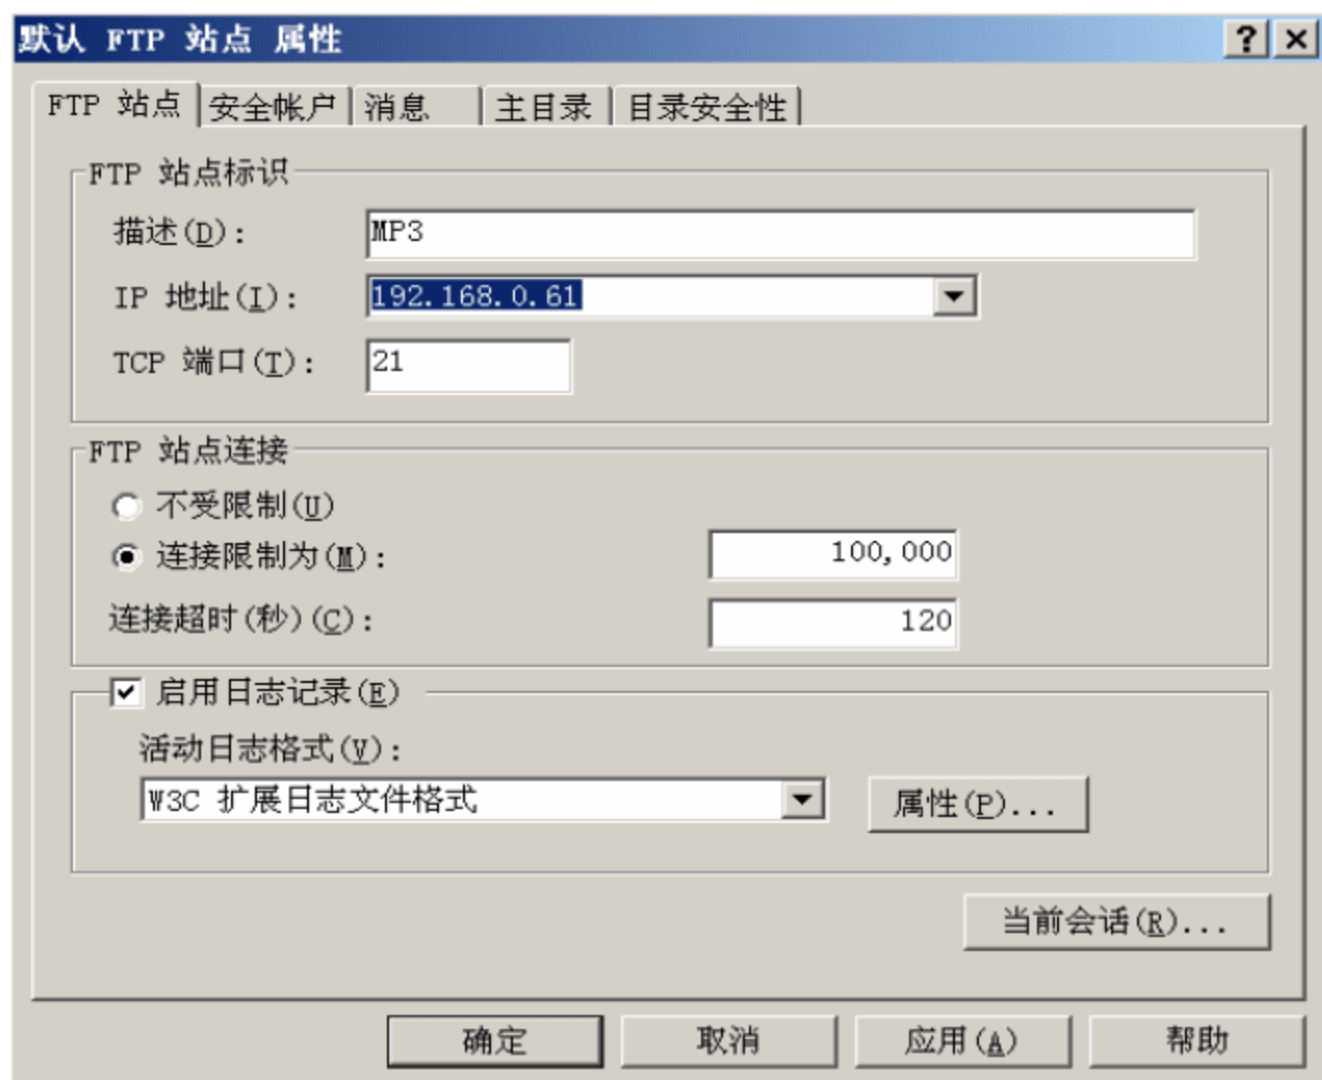 默认 FTP 站点 属性
FTP 站点 安全帐户 消息 主目录 目录安全性
FTP 站点标识
描述(D): MP3
IP 地址(I): 192.168.0.61
TCP 端口(T): 21
FTP 站点连接
不受限制(U)
连接限制为(M): 100,000
连接超时(秒)(C): 120
启用日志记录(E)
活动日志格式(V):
W3C 扩展日志文件格式 属性(P)...
当前会话(R)...
确定 取消 应用(A) 帮助